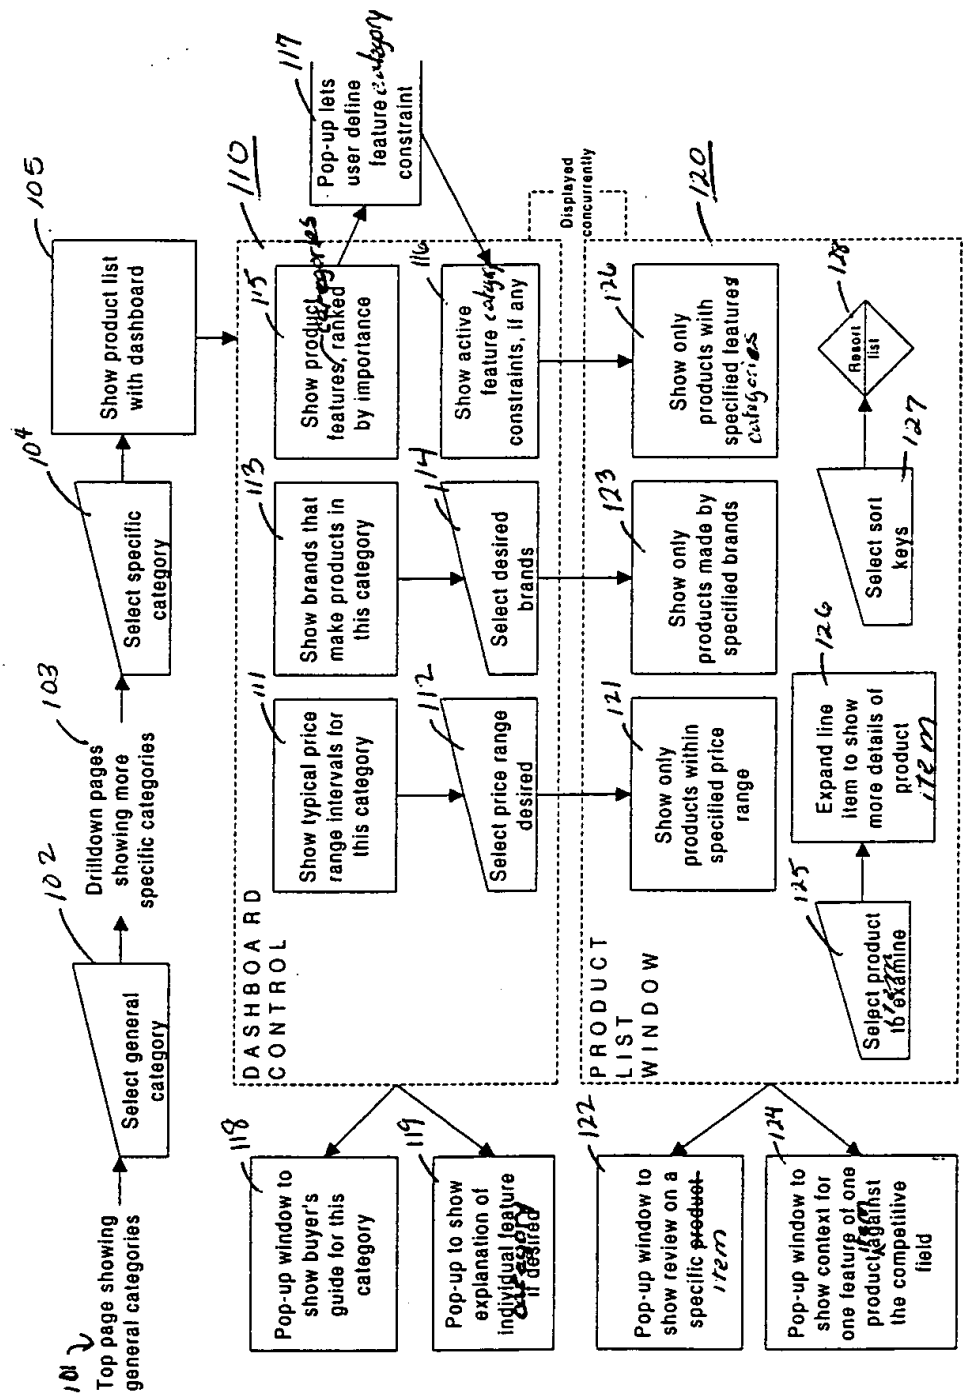 101
Top page showing
general categories
102
Select general
category
103
Drilldown pages
showing more
specific categories
104
Select specific
category
105
Show product list
with dashboard
110
DASHBOARD
CONTROL
111
Show typical price
range intervals for
this category
112
Select price range
desired
113
Show brands that
make products in
this category
114
Select desired
brands
115
Show product
categories
features, ranked
by importance
116
Show active
feature category
constraints, if any
117
Pop-up lets
user define
feature category
constraint
118
Pop-up window to
show buyer's
guide for this
category
119
Pop-up to show
explanation of
individual feature
category
if desired
Displayed
concurrently
120
PRODUCT
LIST
WINDOW
121
Show only
products within
specified price
range
123
Show only
products made by
specified brands
126
Show only
products with
specified features
categories
125
Select product
item
to examine
126
Expand line
item to show
more details of
product
item
127
Select sort
keys
128
Resort
list
122
Pop-up window to
show review on a
specific product
item
124
Pop-up window to
show context for
one feature of one
item
product against
the competitive
field